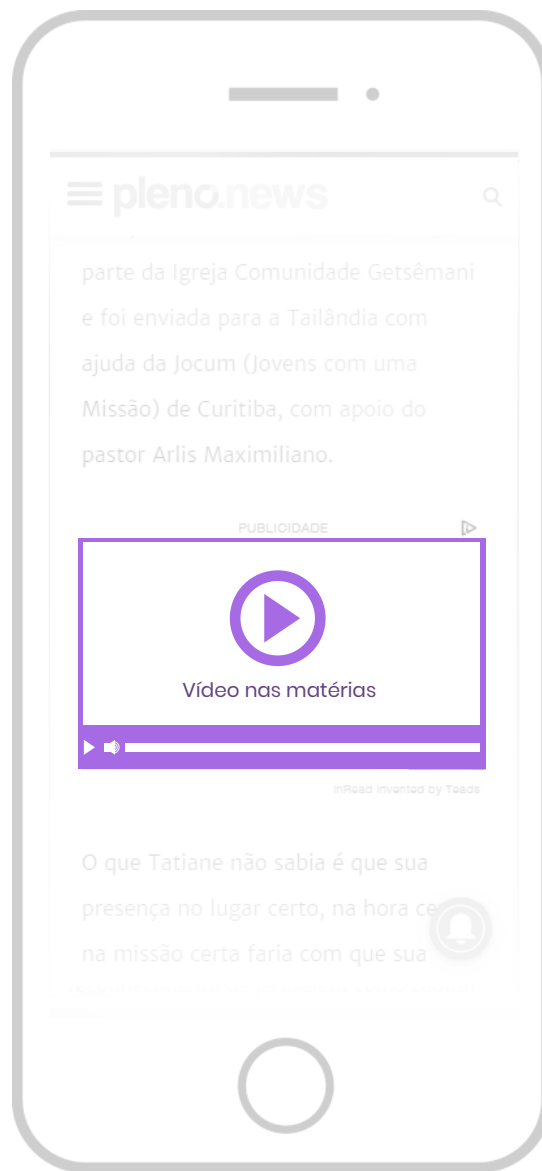 pleno.news
parte da Igreja Comunidade Getsêmani
e foi enviada para a Tailândia com
ajuda da Jocum (Jovens com uma
Missão) de Curitiba, com apoio do
pastor Arlis Maximiliano.
PUBLICIDADE
Vídeo nas matérias
inRead invented by Teads
O que Tatiane não sabia é que sua
presença no lugar certo, na hora ce
na missão certa faria com que sua